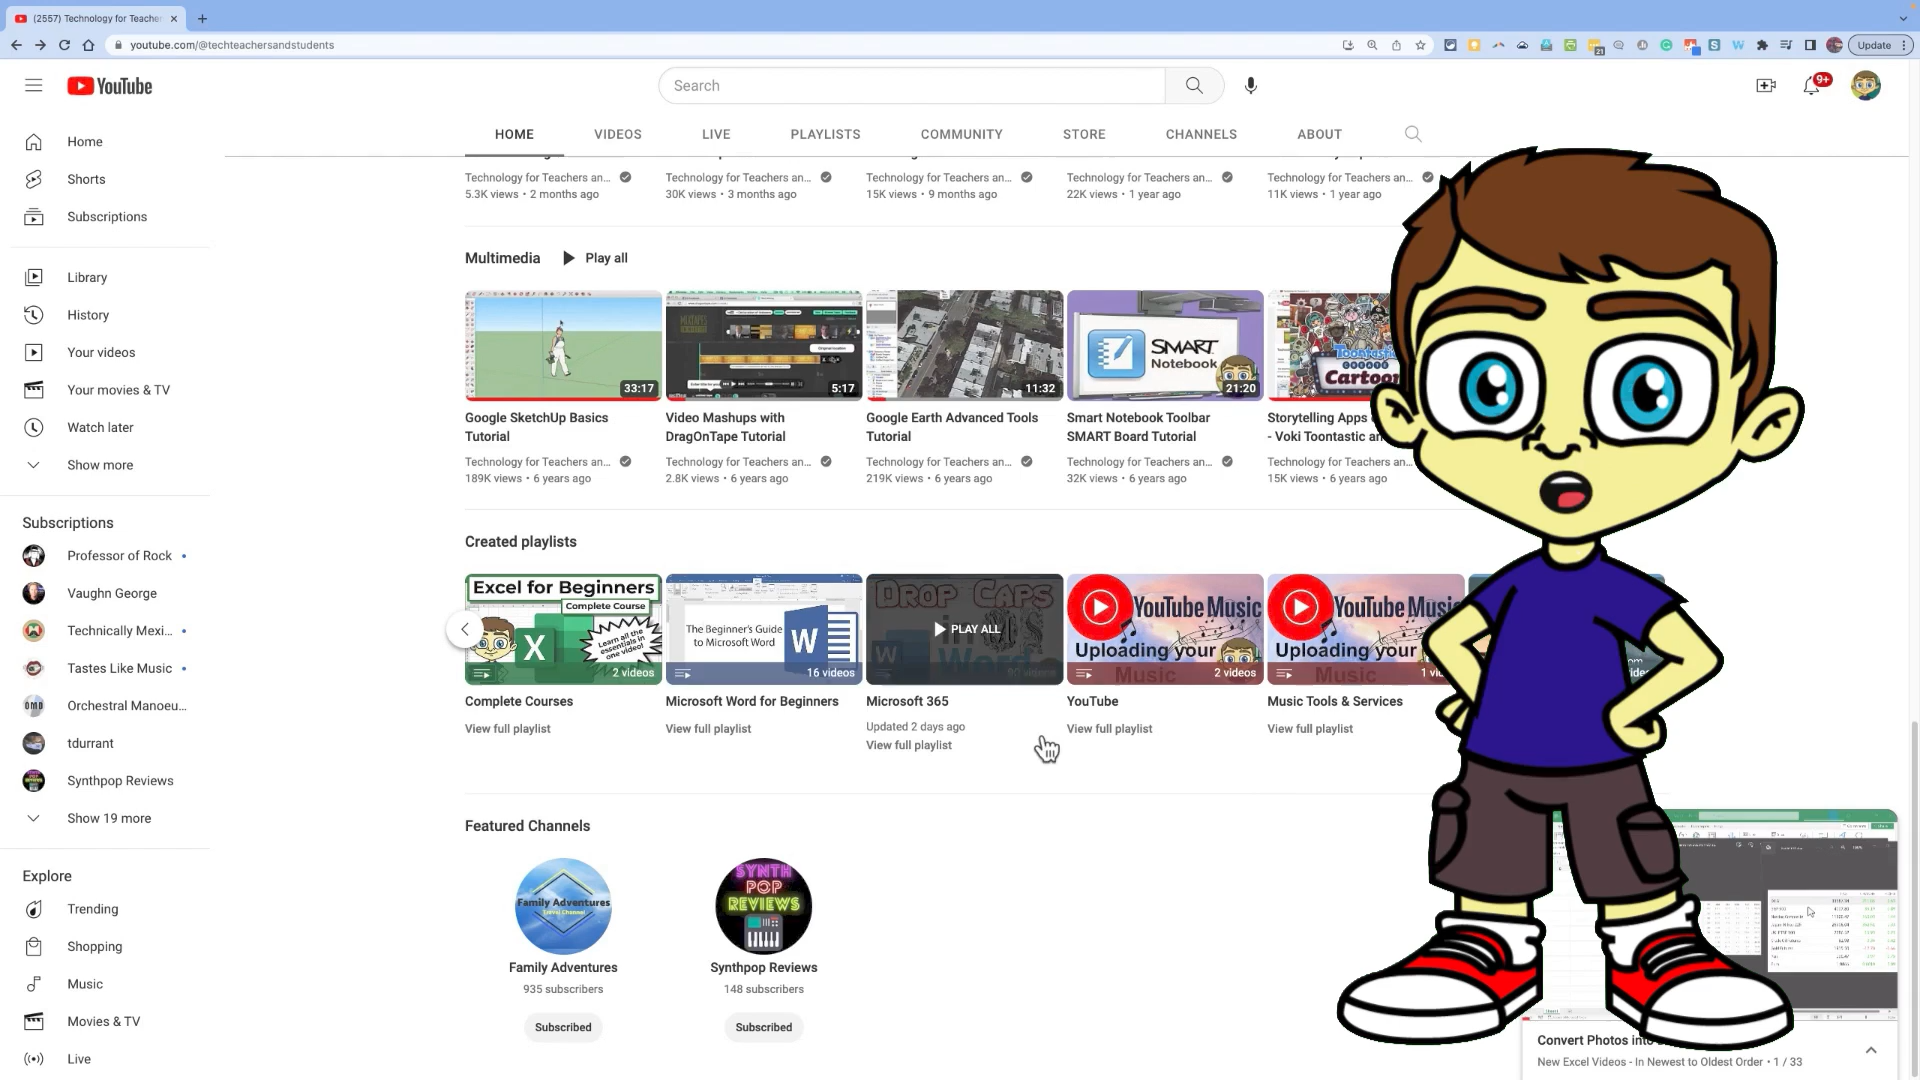 (2557) Technology for Teacher
youtube.com/@techteachersandstudents
Update
YouTube
Search
9+
HOME
VIDEOS
LIVE
PLAYLISTS
COMMUNITY
STORE
CHANNELS
ABOUT
Home
Shorts
Subscriptions
Library
History
Your videos
Your movies & TV
Watch later
Show more
Subscriptions
Professor of Rock
Vaughn George
Technically Mexi...
Tastes Like Music
Orchestral Manoeu...
tdurrant
Synthpop Reviews
Show 19 more
Explore
Trending
Shopping
Music
Movies & TV
Live
Technology for Teachers an...
5.3K views • 2 months ago
Technology for Teachers an...
30K views • 3 months ago
Technology for Teachers an...
15K views • 9 months ago
Technology for Teachers an...
22K views • 1 year ago
Technology for Teachers an...
11K views • 1 year ago
Multimedia
Play all
33:17
5:17
11:32
SMART
Notebook
21:20
Toontastic
CREATE
Cartoon
Google SketchUp Basics
Tutorial
Technology for Teachers an...
189K views • 6 years ago
Video Mashups with
DragOnTape Tutorial
Technology for Teachers an...
2.8K views • 6 years ago
Google Earth Advanced Tools
Tutorial
Technology for Teachers an...
219K views • 6 years ago
Smart Notebook Toolbar
SMART Board Tutorial
Technology for Teachers an...
32K views • 6 years ago
Storytelling Apps
- Voki Toontastic an
Technology for Teachers an...
15K views • 6 years ago
Created playlists
Excel for Beginners
Complete Course
Learn all the
essentials in
one video!
X
2 videos
Complete Courses
View full playlist
The Beginner's Guide
to Microsoft Word
W
16 videos
Microsoft Word for Beginners
View full playlist
DROP CAPS
in
Word
PLAY ALL
Microsoft 365
Updated 2 days ago
View full playlist
YouTube Music
Uploading your
Music
2 videos
YouTube
View full playlist
YouTube Music
Uploading your
Music
Music Tools & Services
View full playlist
Featured Channels
Family Adventures
Travel Channel
Family Adventures
935 subscribers
Subscribed
SYNTH
POP
REVIEWS
Synthpop Reviews
148 subscribers
Subscribed
Convert Photos into
New Excel Videos - In Newest to Oldest Order • 1 / 33